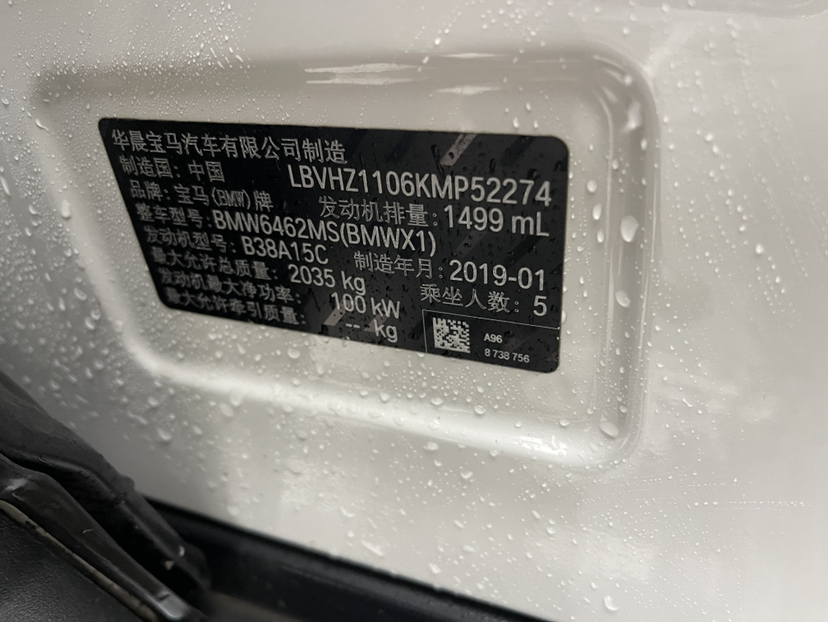 华晨宝马汽车有限公司制造
制造国: 中国 LBVHZ1106KMP52274
品牌: 宝马(BMW)牌 发动机排量: 1499 mL
整车型号: BMW6462MS(BMWX1)
发动机型号: B38A15C 制造年月: 2019-01
最大允许总质量: 2035 kg 乘坐人数: 5
发动机最大净功率: 100 kW
最大允许牵引质量: -- kg
A96
8 738 756